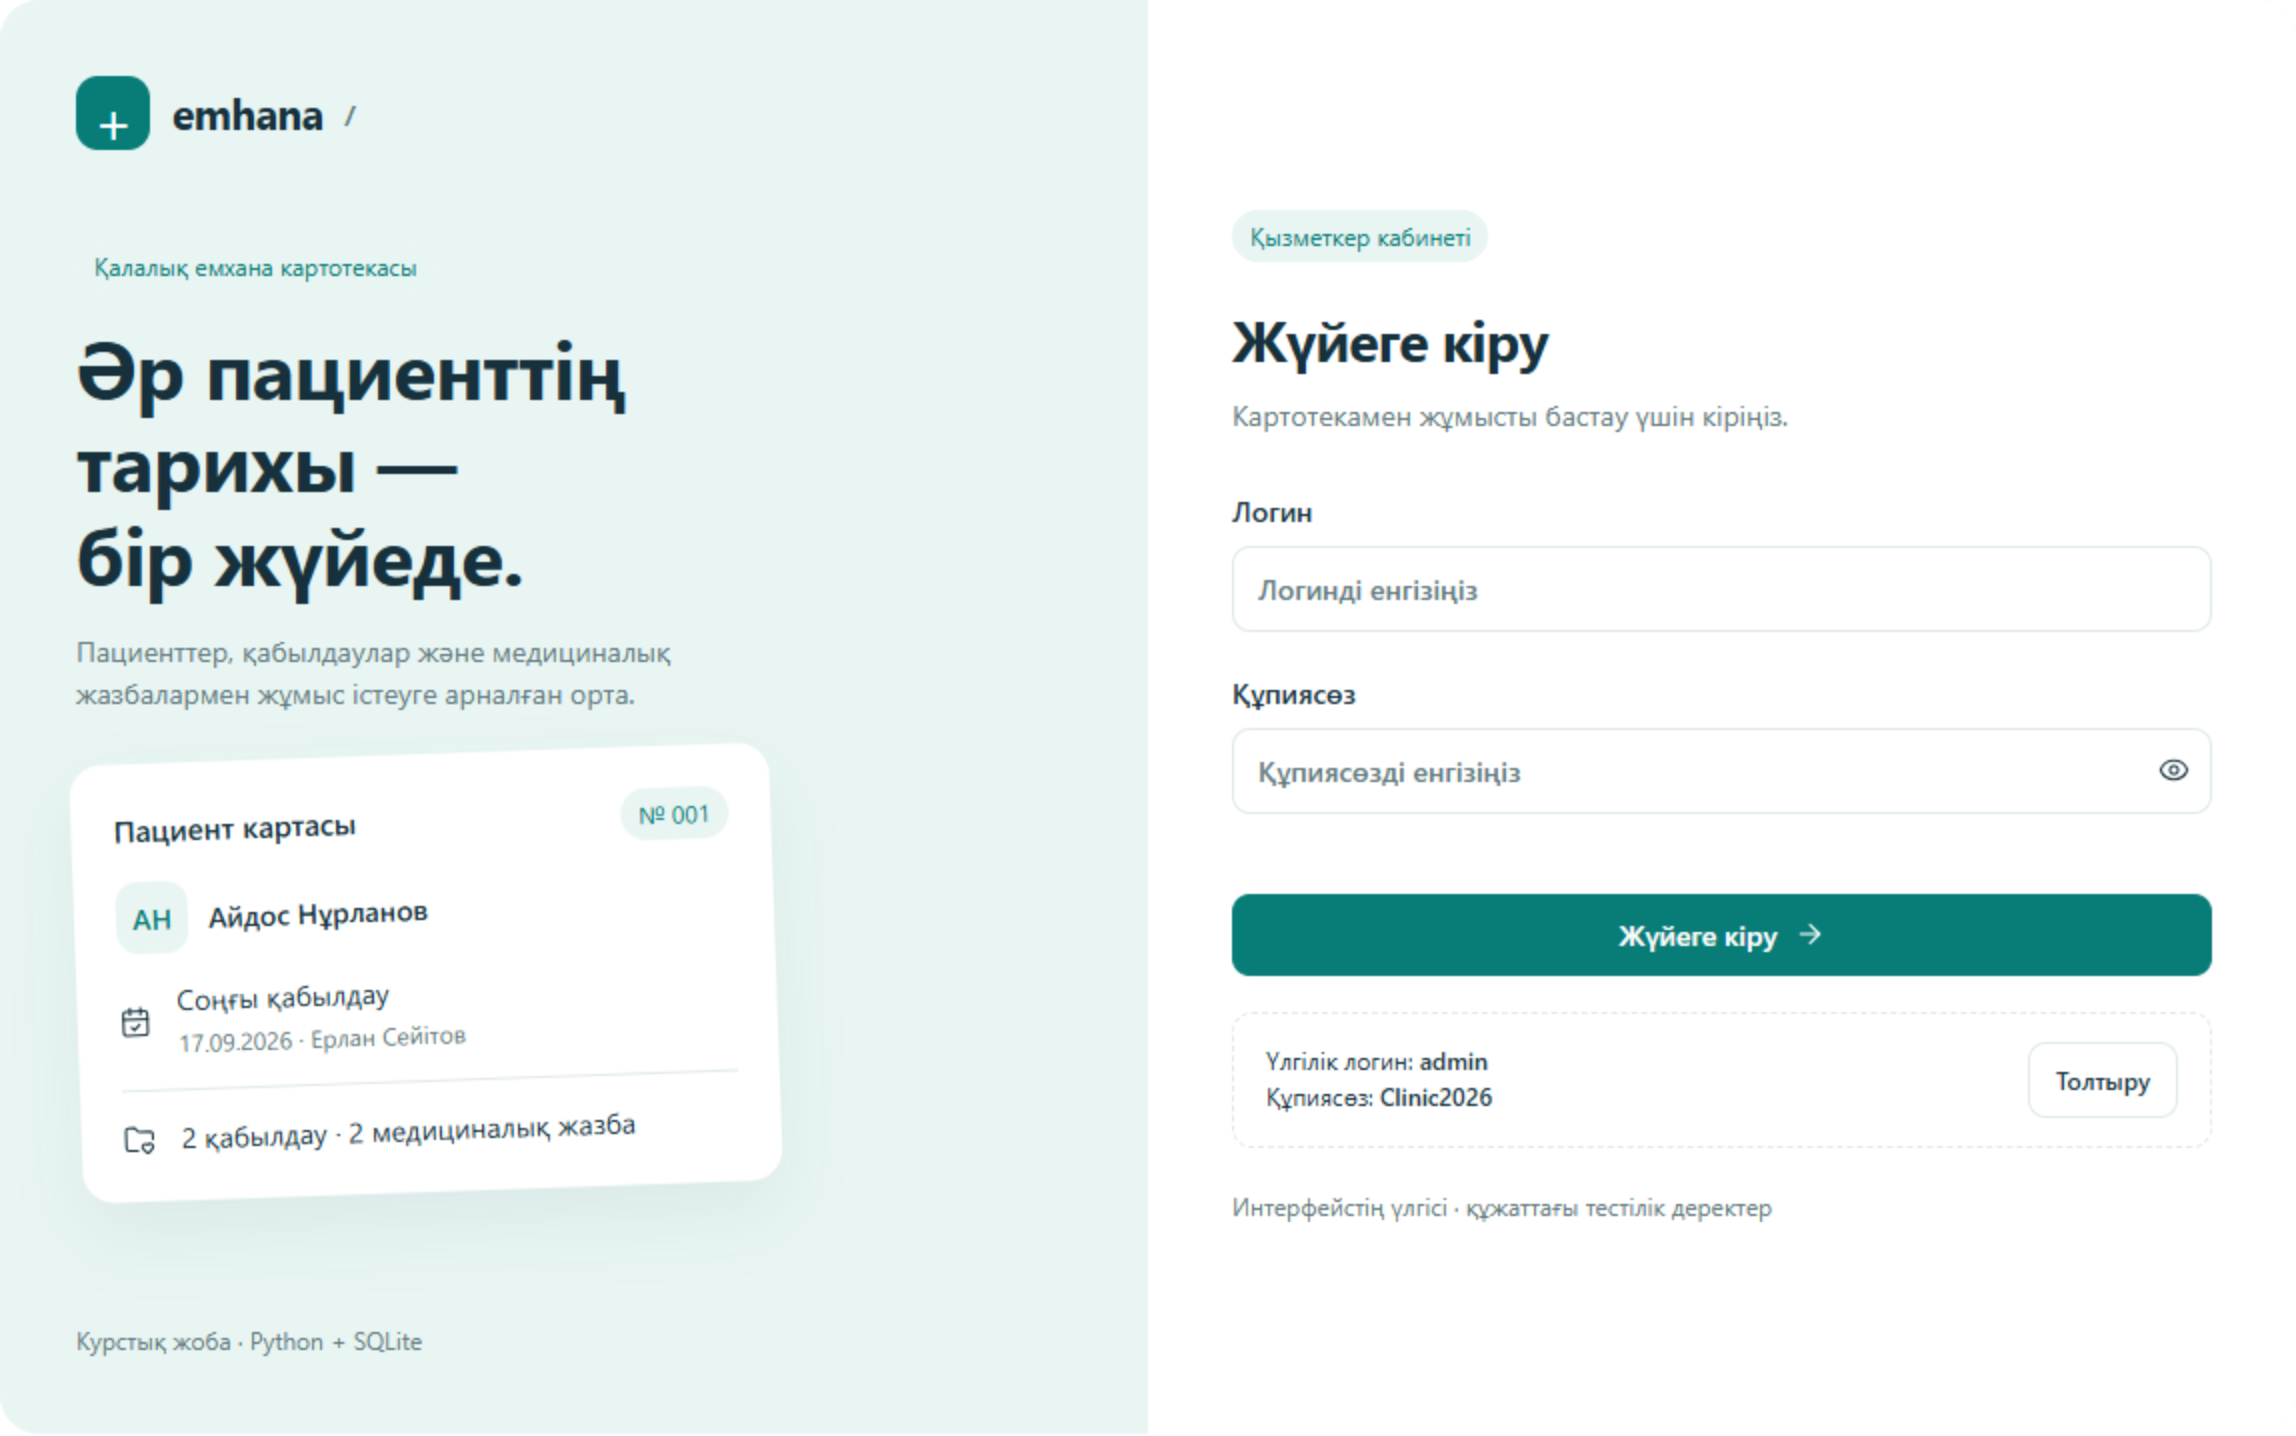 + emhana /
Қалалық емхана картотекасы
Әр пациенттің
тарихы —
бір жүйеде.
Пациенттер, қабылдаулар және медициналық
жазбалармен жұмыс істеуге арналған орта.
Пациент картасы
№ 001
АН
Айдос Нұрланов
Соңғы қабылдау
17.09.2026 · Ерлан Сейітов
2 қабылдау · 2 медициналық жазба
Курстық жоба · Python + SQLite
Қызметкер кабинеті
Жүйеге кіру
Картотекамен жұмысты бастау үшін кіріңіз.
Логин
Логинді енгізіңіз
Құпиясөз
Құпиясөзді енгізіңіз
Жүйеге кіру →
Үлгілік логин: admin
Құпиясөз: Clinic2026
Толтыру
Интерфейстің үлгісі · құжаттағы тестілік деректер